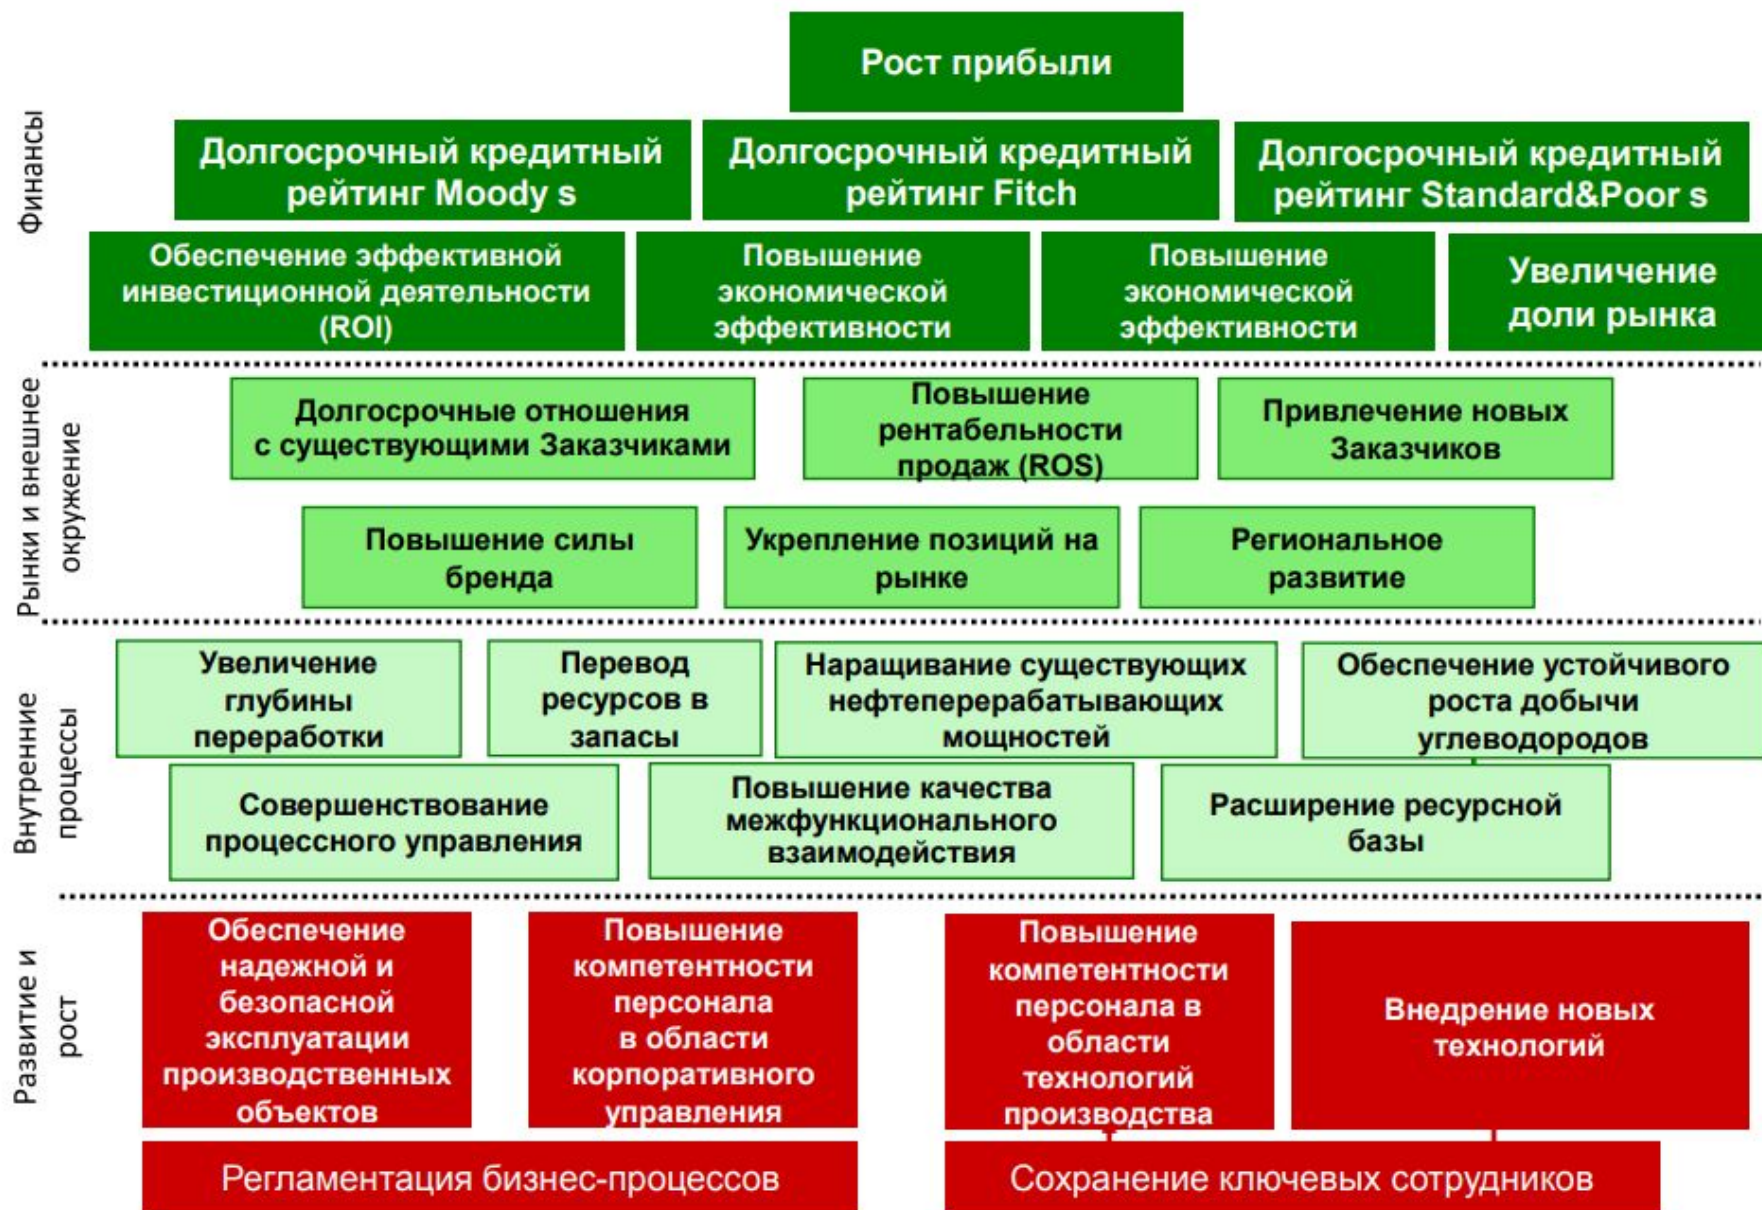 Финансы
Рост прибыли
Долгосрочный кредитный
рейтинг Moody s
Долгосрочный кредитный
рейтинг Fitch
Долгосрочный кредитный
рейтинг Standard&Poor s
Обеспечение эффективной
инвестиционной деятельности
(ROI)
Повышение
экономической
эффективности
Повышение
экономической
эффективности
Увеличение
доли рынка
Рынки и внешнее
окружение
Долгосрочные отношения
с существующими Заказчиками
Повышение
рентабельности
продаж (ROS)
Привлечение новых
Заказчиков
Повышение силы
бренда
Укрепление позиций на
рынке
Региональное
развитие
Внутренние
процессы
Увеличение
глубины
переработки
Перевод
ресурсов в
запасы
Наращивание существующих
нефтеперерабатывающих
мощностей
Обеспечение устойчивого
роста добычи
углеводородов
Совершенствование
процессного управления
Повышение качества
межфункционального
взаимодействия
Расширение ресурсной
базы
Развитие и
рост
Обеспечение
надежной и
безопасной
эксплуатации
производственных
объектов
Повышение
компетентности
персонала
в области
корпоративного
управления
Повышение
компетентности
персонала в
области
технологий
производства
Внедрение новых
технологий
Регламентация бизнес-процессов
Сохранение ключевых сотрудников